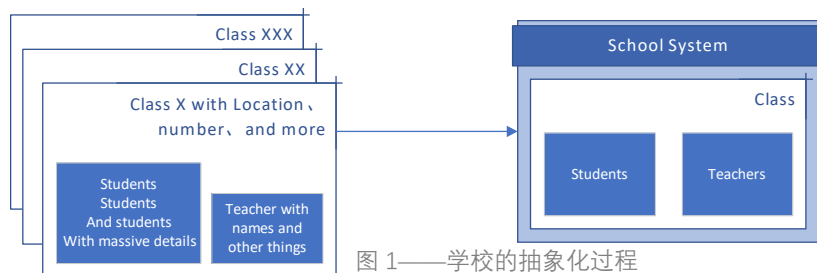 Class XXX
Class XX
Class X with Location、
number、and more
Students
Students
And students
With massive details
Teacher with
names and
other things
School System
Class
Students
Teachers
图 1——学校的抽象化过程